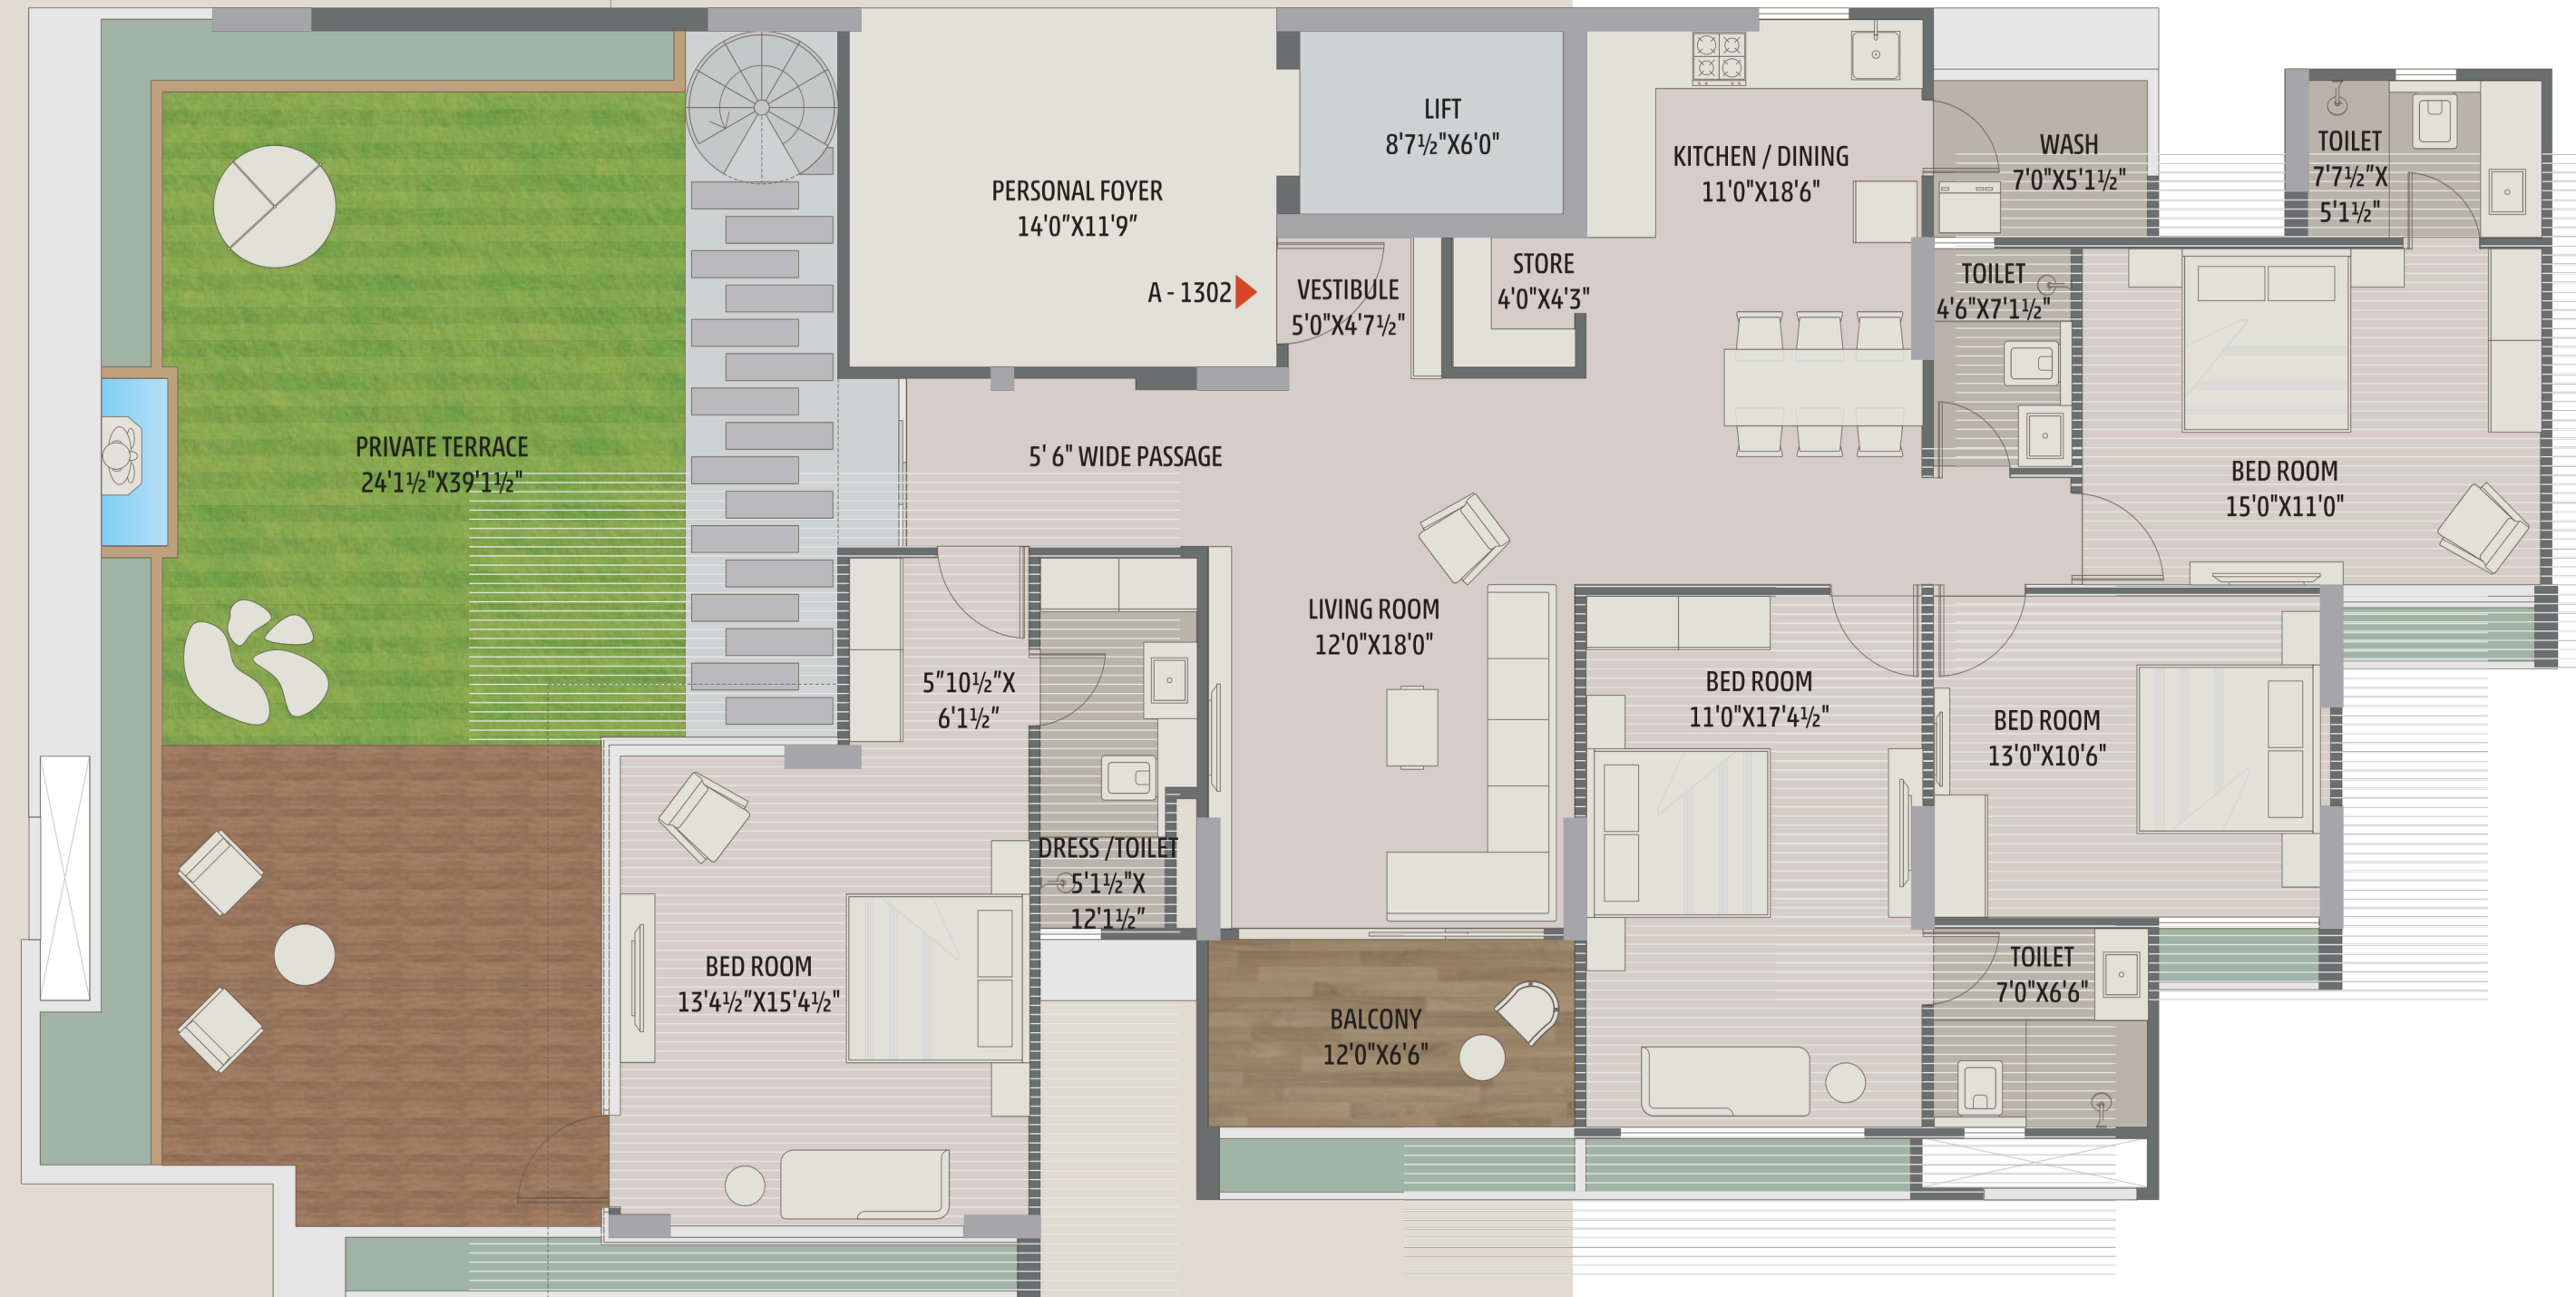 LIFT
8'7½"X6'0"
KITCHEN / DINING
11'0"X18'6"
WASH
7'0"X5'1½"
TOILET
7'7½"X
5'1½"
PERSONAL FOYER
14'0"X11'9"
A - 1302
VESTIBULE
5'0"X4'7½"
STORE
4'0"X4'3"
TOILET
4'6"X7'1½"
PRIVATE TERRACE
24'1½"X39'1½"
5' 6" WIDE PASSAGE
BED ROOM
15'0"X11'0"
LIVING ROOM
12'0"X18'0"
5"10½"X
6'1½"
BED ROOM
11'0"X17'4½"
BED ROOM
13'0"X10'6"
DRESS /TOILET
5'1½"X
12'1½"
BED ROOM
13'4½"X15'4½"
BALCONY
12'0"X6'6"
TOILET
7'0"X6'6"